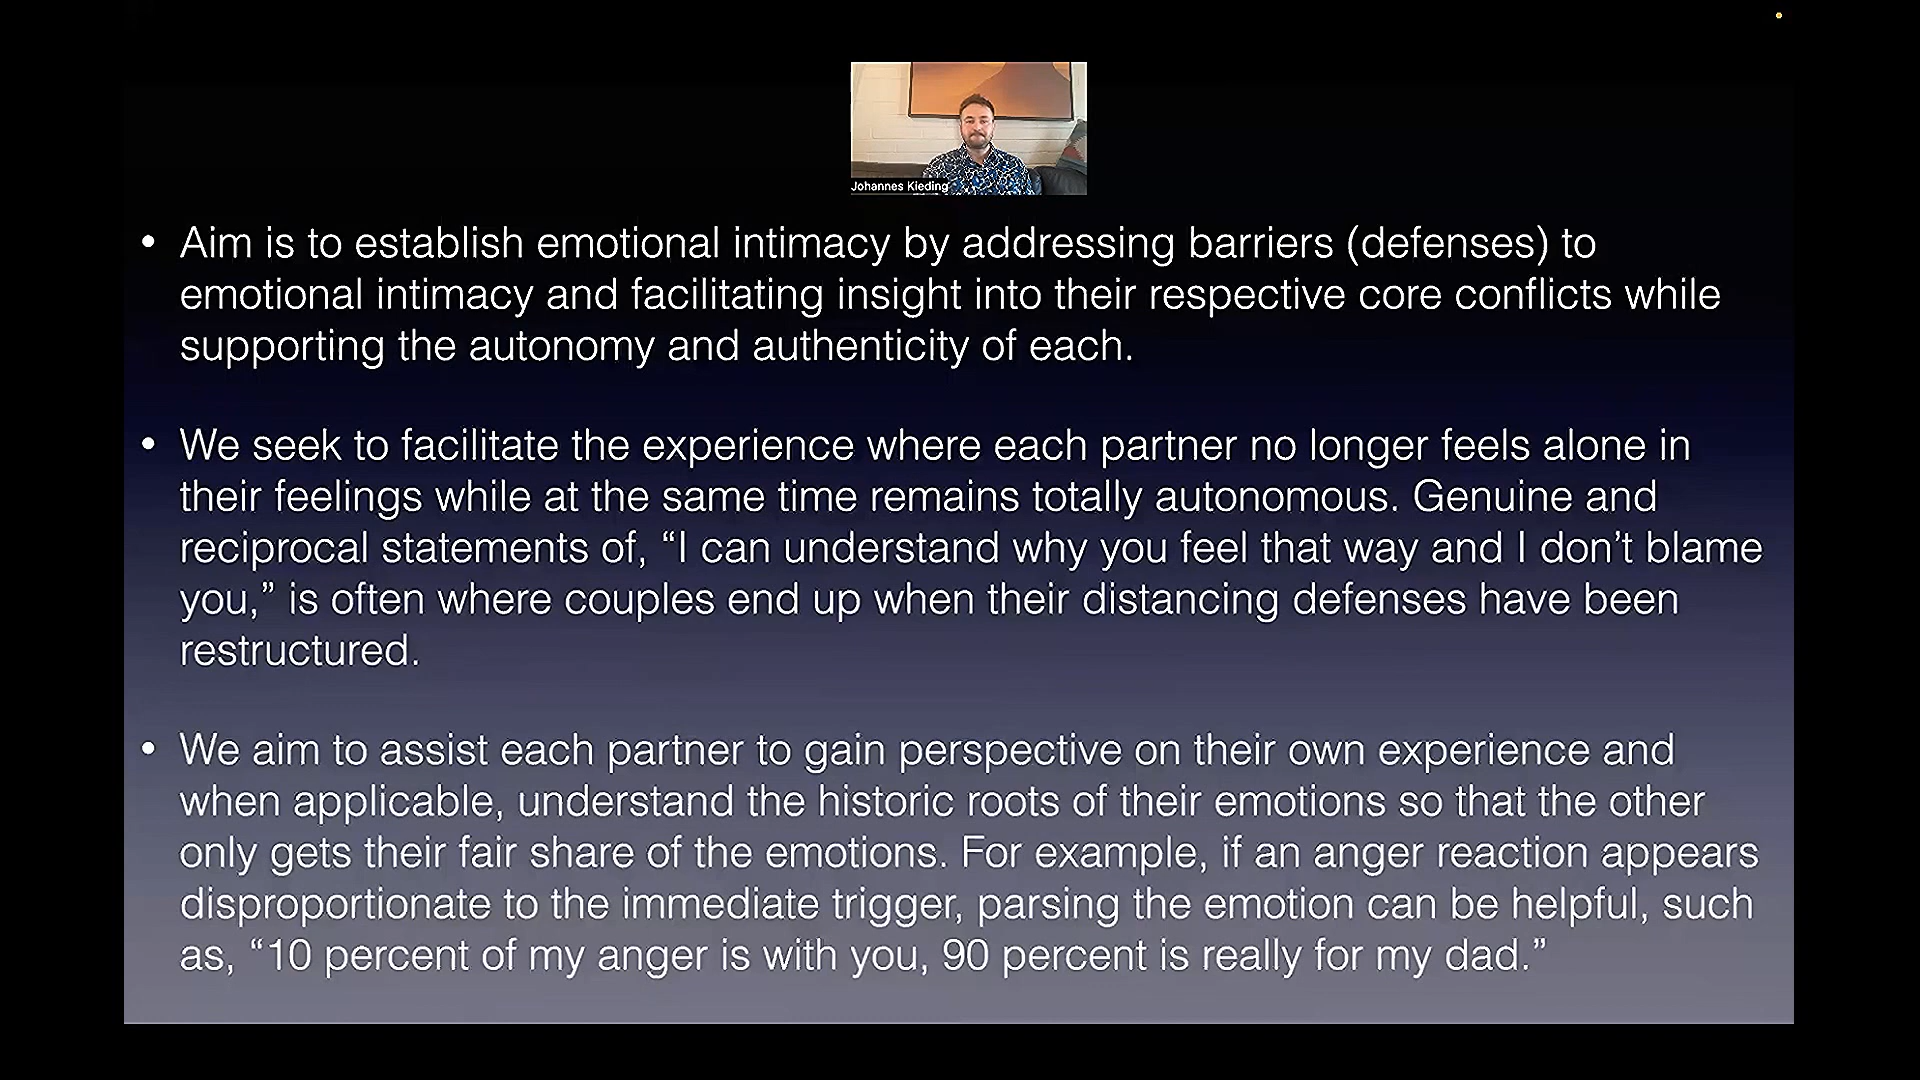 Johannes Kieding
• Aim is to establish emotional intimacy by addressing barriers (defenses) to
emotional intimacy and facilitating insight into their respective core conflicts while
supporting the autonomy and authenticity of each.
• We seek to facilitate the experience where each partner no longer feels alone in
their feelings while at the same time remains totally autonomous. Genuine and
reciprocal statements of, “I can understand why you feel that way and I don’t blame
you,” is often where couples end up when their distancing defenses have been
restructured.
• We aim to assist each partner to gain perspective on their own experience and
when applicable, understand the historic roots of their emotions so that the other
only gets their fair share of the emotions. For example, if an anger reaction appears
disproportionate to the immediate trigger, parsing the emotion can be helpful, such
as, “10 percent of my anger is with you, 90 percent is really for my dad.”